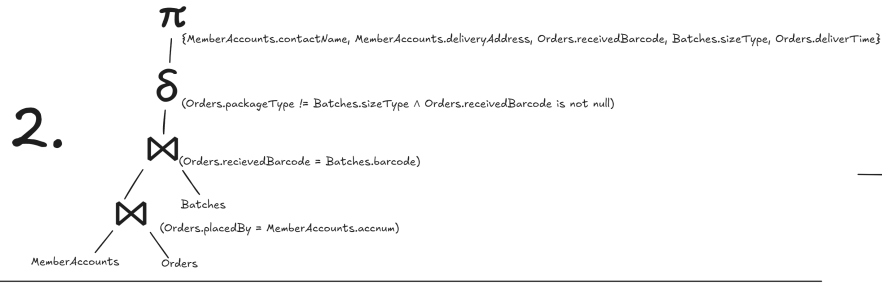 π
{MemberAccounts.contactName, MemberAccounts.deliveryAddress, Orders.receivedBarcode, Batches.sizeType, Orders.deliverTime}
δ
(Orders.packageType != Batches.sizeType ∧ Orders.receivedBarcode is not null)
2.
⋈
(Orders.recievedBarcode = Batches.barcode)
Batches
⋈
(Orders.placedBy = MemberAccounts.accnum)
MemberAccounts
Orders